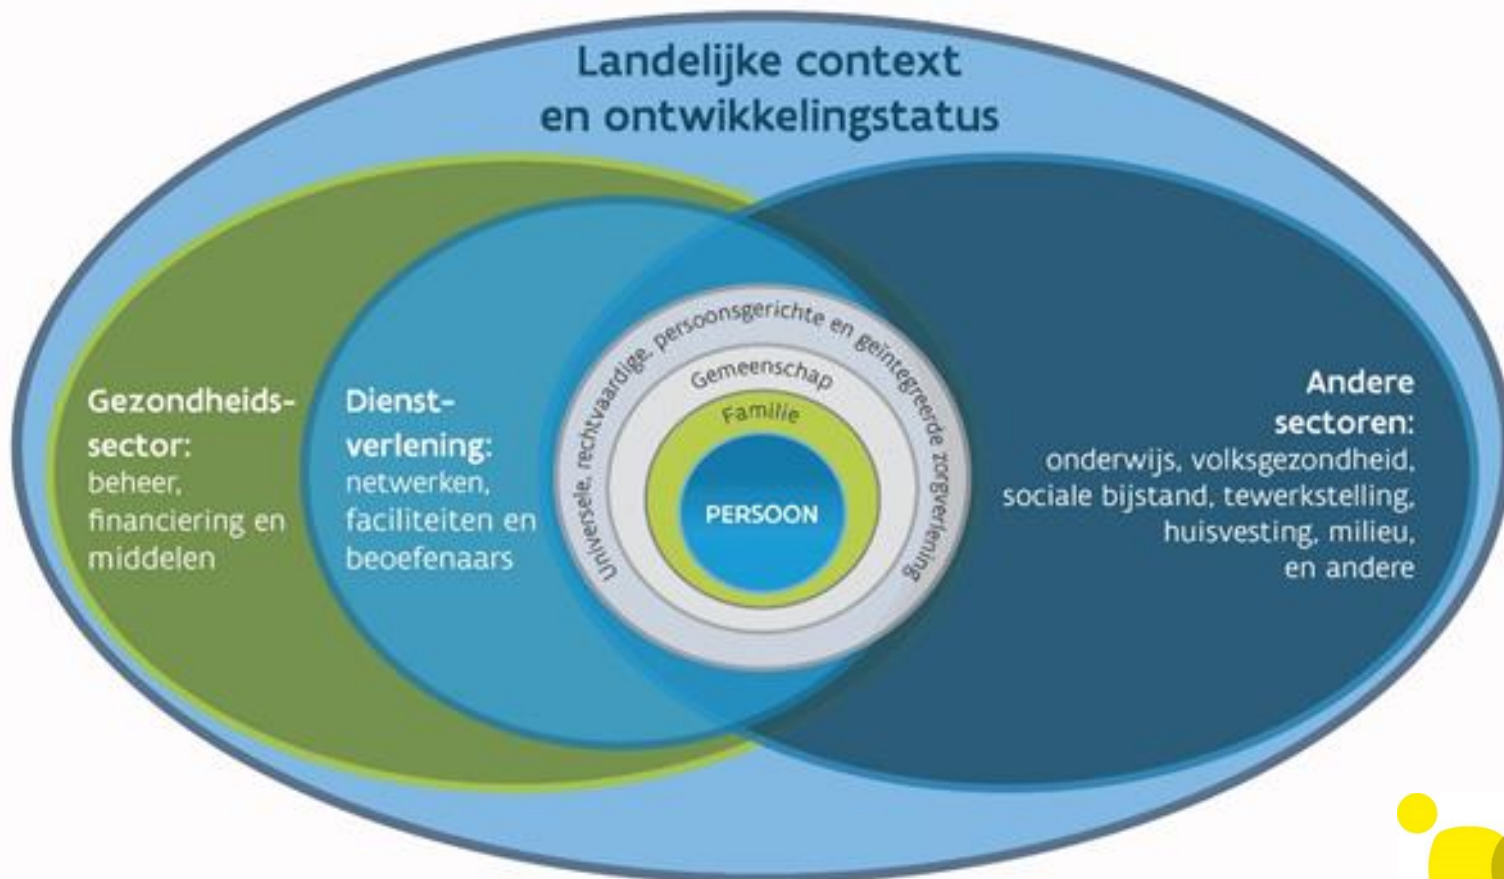 Landelijke context
en ontwikkelingstatus
Gezondheids-
sector:
beheer,
financiering en
middelen
Dienst-
verlening:
netwerken,
faciliteiten en
beoefenaars
Universele, rechtvaardige, persoonsgerichte en geïntegreerde zorgverlening
Gemeenschap
Familie
PERSOON
Andere
sectoren:
onderwijs, volksgezondheid,
sociale bijstand, tewerkstelling,
huisvesting, milieu,
en andere